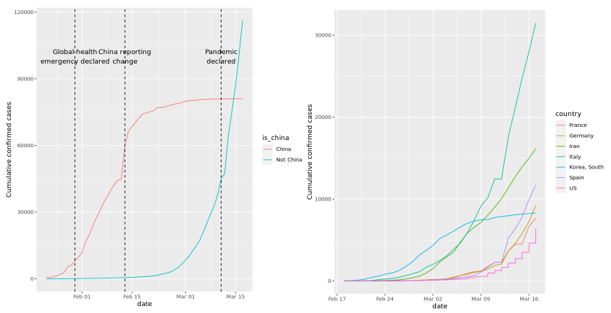 120000
90000
60000
30000
0
Cumulative confirmed cases
Global health
emergency declared
China reporting
change
Pandemic
declared
Feb 01
Feb 15
Mar 01
Mar 15
date
is_china
China
Not China
30000
20000
10000
0
Cumulative confirmed cases
Feb 17
Feb 24
Mar 02
Mar 09
Mar 16
date
country
France
Germany
Iran
Italy
Korea, South
Spain
US